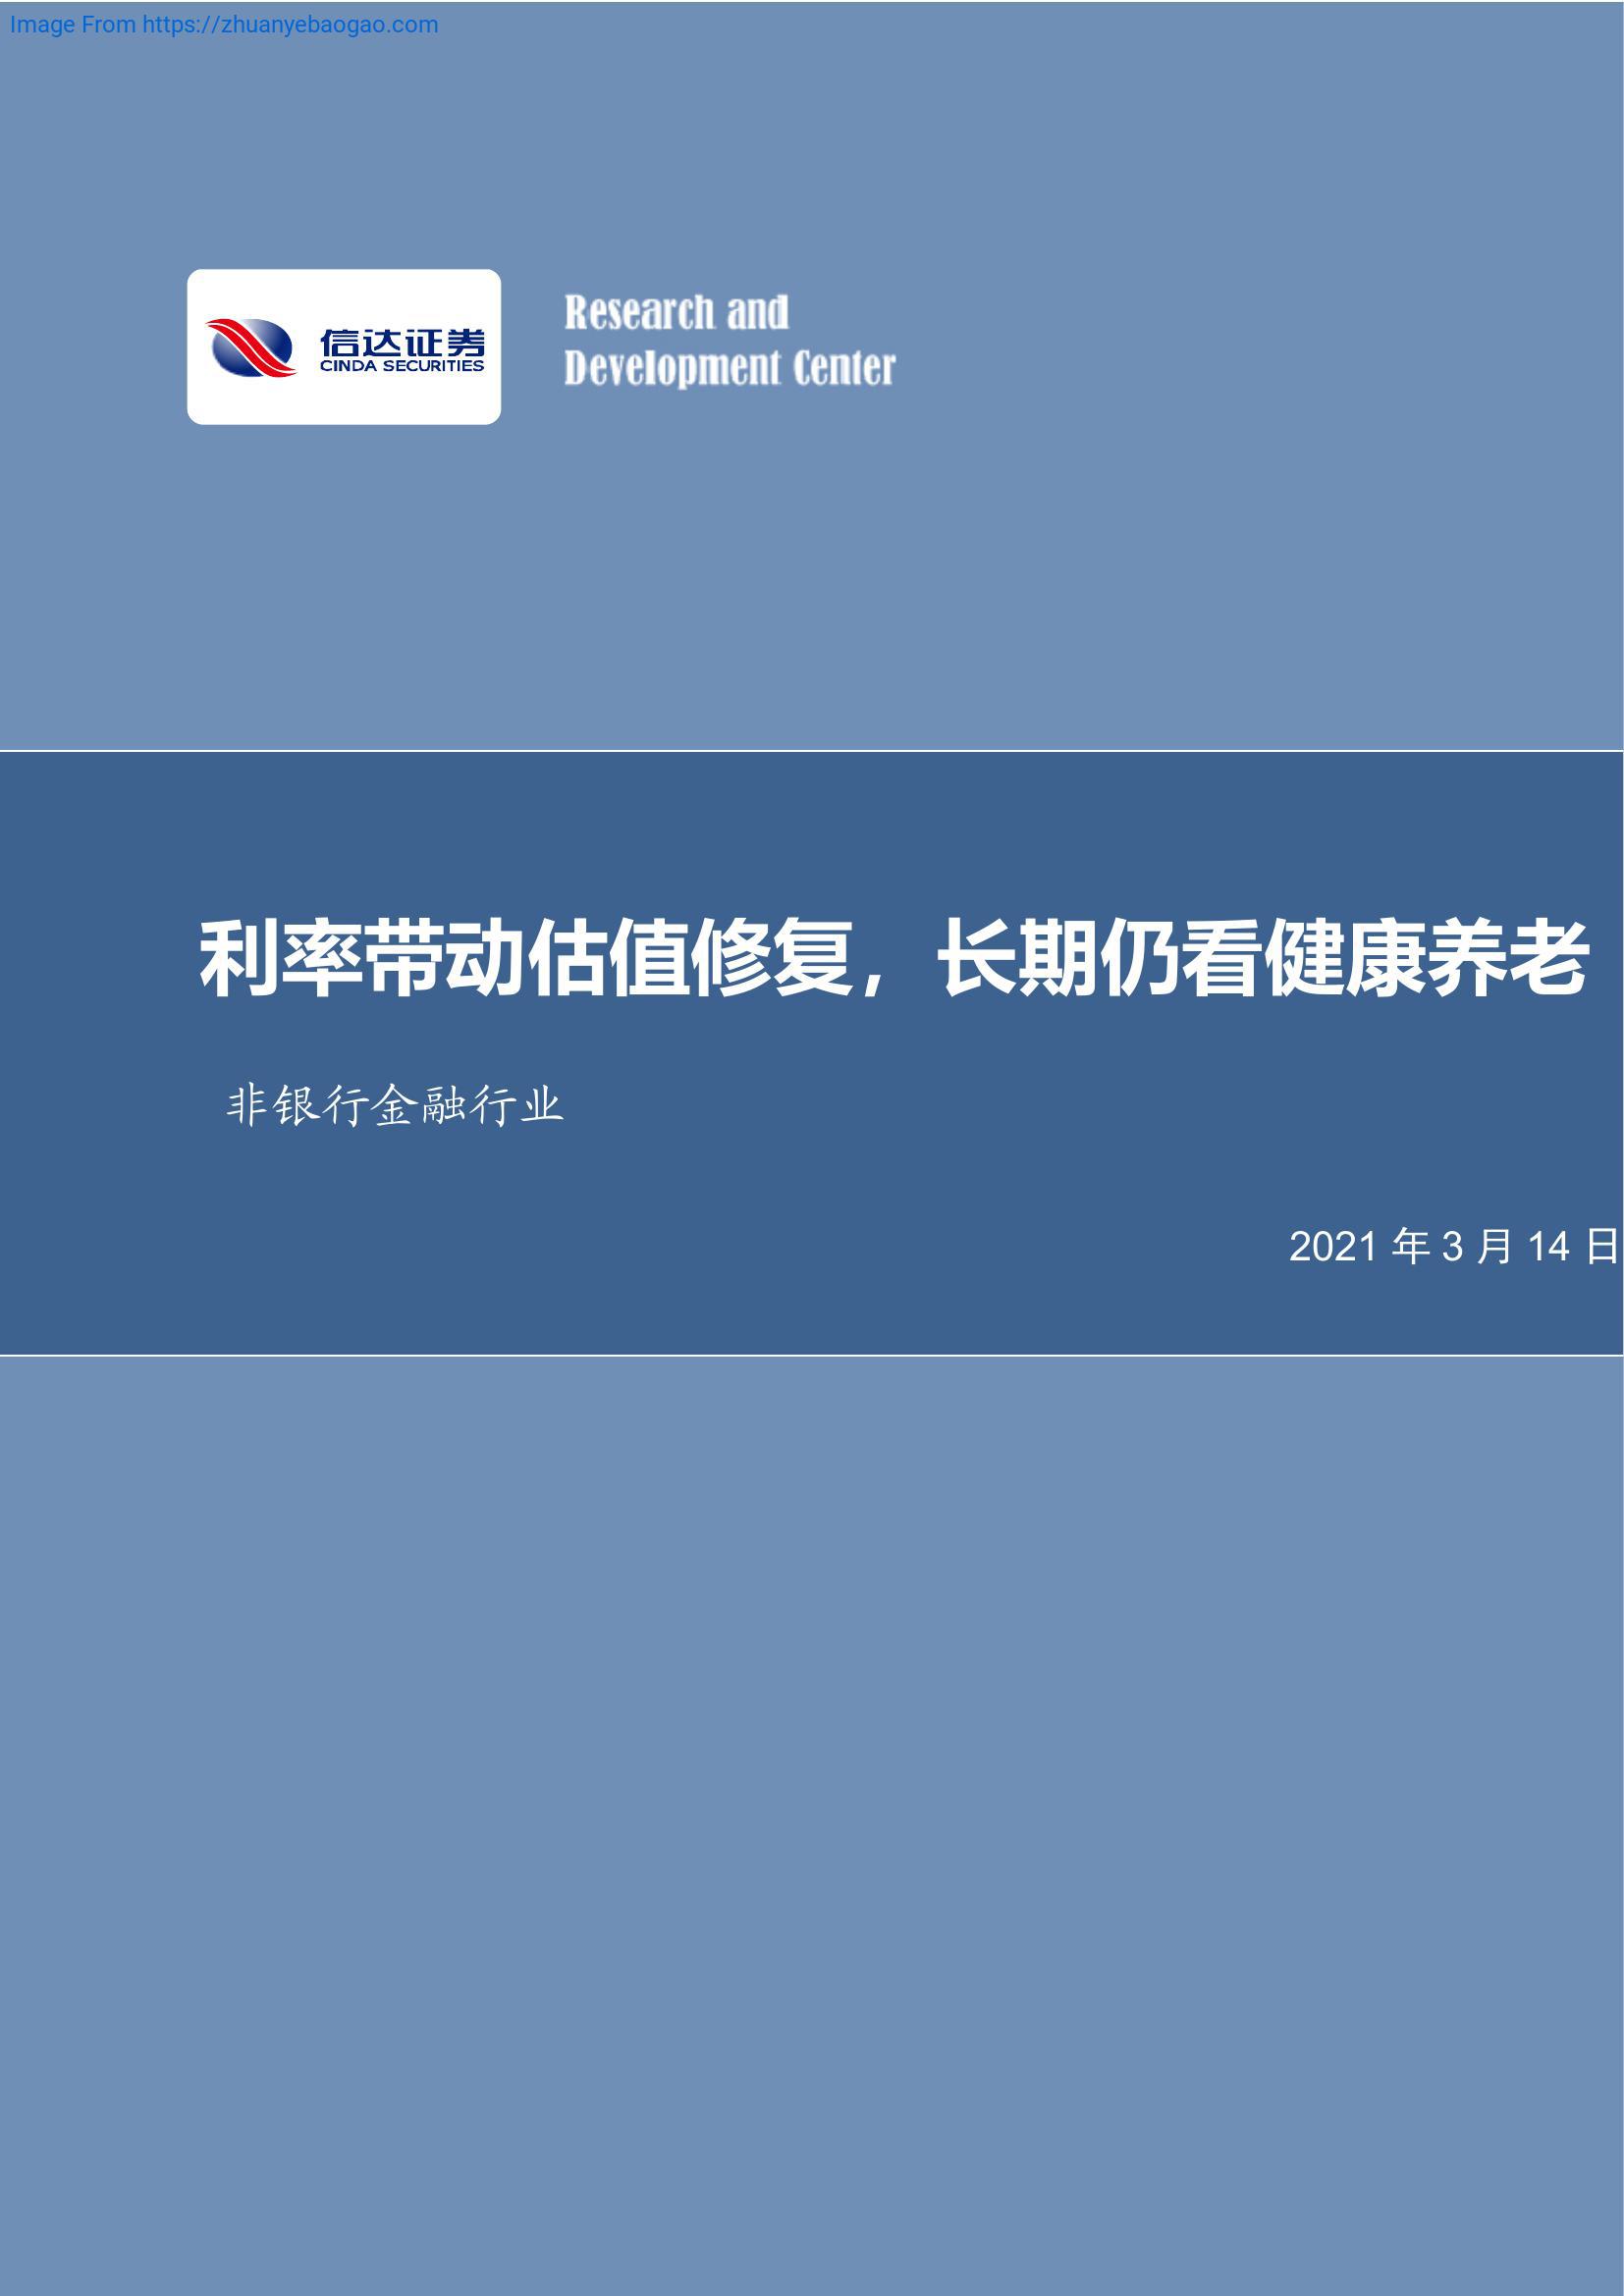 Image From https://zhuanyebaogao.com
信达证券
CINDA SECURITIES
Research and
Development Center
利率带动估值修复，长期仍看健康养老
非银行金融行业
2021 年 3 月 14 日